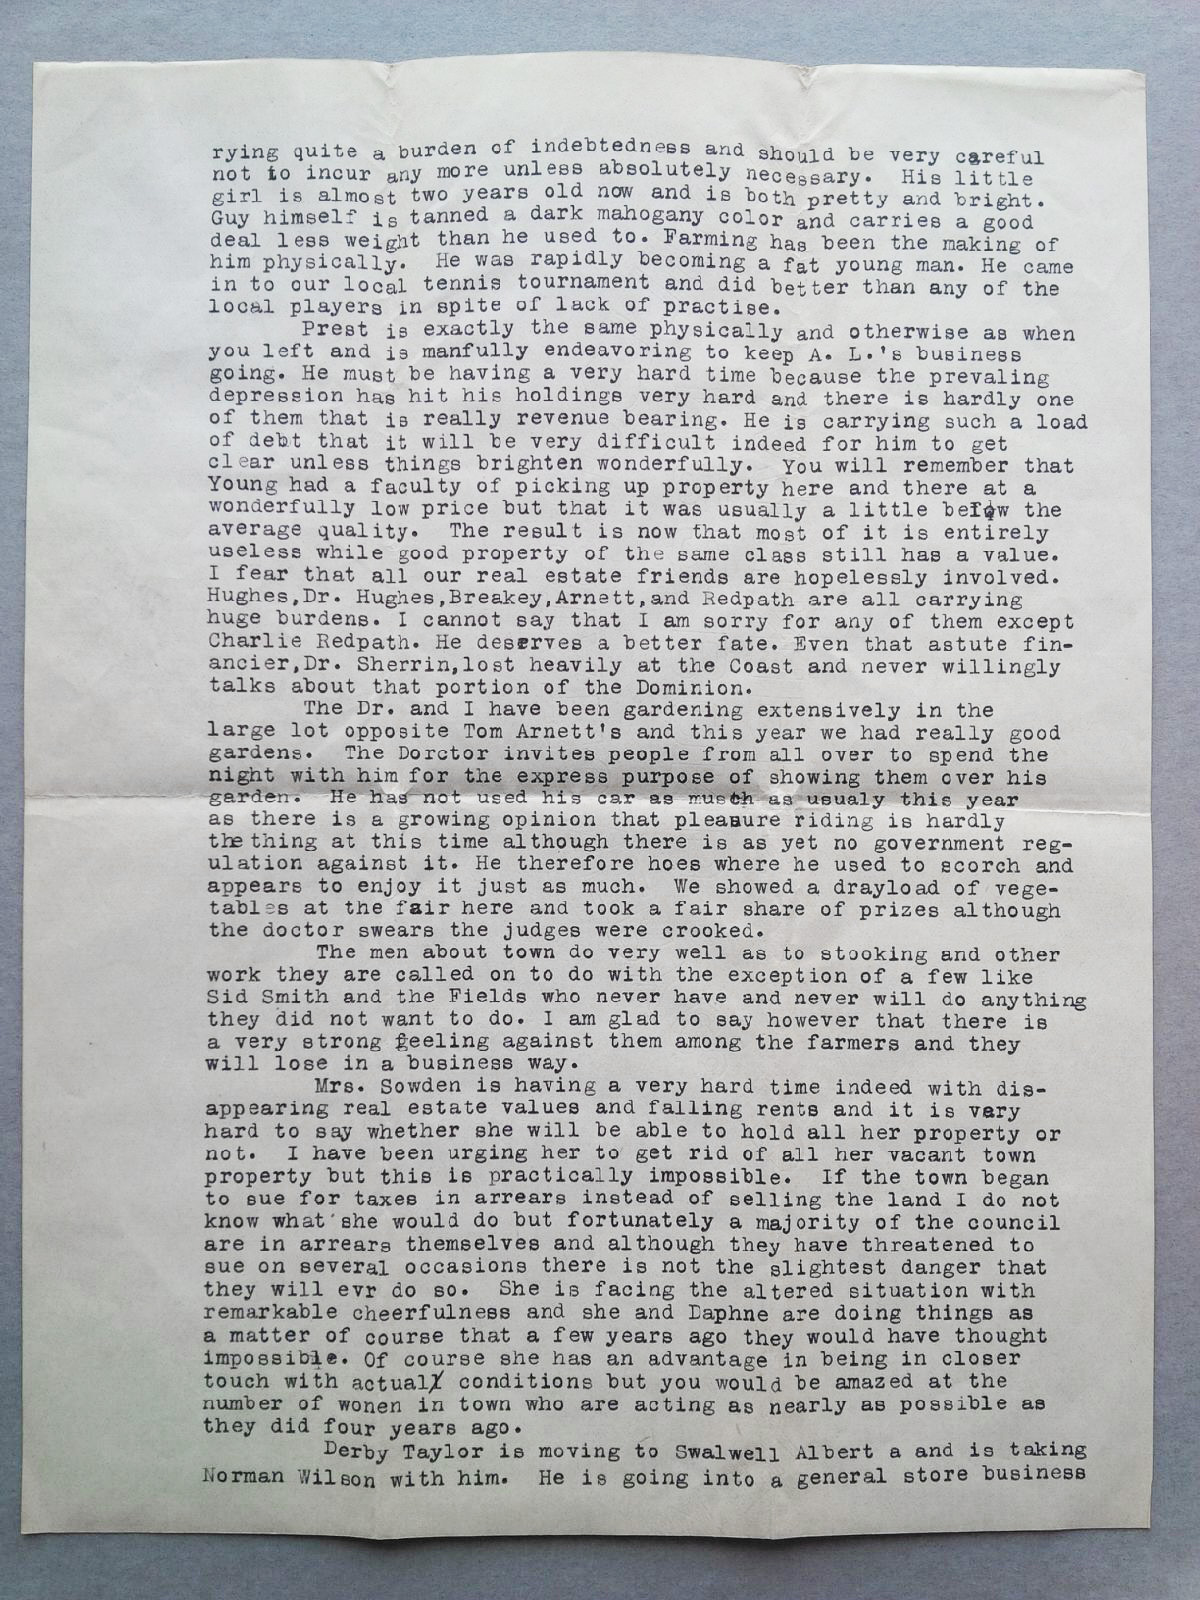 rying quite a burden of indebtedness and should be very careful
not to incur any more unless absolutely necessary.  His little
girl is almost two years old now and is both pretty and bright.
Guy himself is tanned a dark mahogany color and carries a good
deal less weight than he used to. Farming has been the making of
him physically.  He was rapidly becoming a fat young man. He came
in to our local tennis tournament and did better than any of the
local players in spite of lack of practise.
Prest is exactly the same physically and otherwise as when
you left and is manfully endeavoring to keep A. L.'s business
going. He must be having a very hard time because the prevaling
depression has hit his holdings very hard and there is hardly one
of them that is really revenue bearing. He is carrying such a load
of debt that it will be very difficult indeed for him to get
clear unless things brighten wonderfully.  You will remember that
Young had a faculty of picking up property here and there at a
wonderfully low price but that it was usually a little below the
average quality.  The result is now that most of it is entirely
useless while good property of the same class still has a value.
I fear that all our real estate friends are hopelessly involved.
Hughes,Dr. Hughes,Breakey,Arnett,and Redpath are all carrying
huge burdens. I cannot say that I am sorry for any of them except
Charlie Redpath. He deserves a better fate. Even that astute fin-
ancier,Dr. Sherrin,lost heavily at the Coast and never willingly
talks about that portion of the Dominion.
The Dr. and I have been gardening extensively in the
large lot opposite Tom Arnett's and this year we had really good
gardens.  The Dorctor invites people from all over to spend the
night with him for the express purpose of showing them over his
garden.  He has not used his car as much as usualy this year
as there is a growing opinion that pleasure riding is hardly
the thing at this time although there is as yet no government reg-
ulation against it. He therefore hoes where he used to scorch and
appears to enjoy it just as much.  We showed a drayload of vege-
tables at the fair here and took a fair share of prizes although
the doctor swears the judges were crooked.
The men about town do very well as to stooking and other
work they are called on to do with the exception of a few like
Sid Smith and the Fields who never have and never will do anything
they did not want to do. I am glad to say however that there is
a very strong feeling against them among the farmers and they
will lose in a business way.
Mrs. Sowden is having a very hard time indeed with dis-
appearing real estate values and falling rents and it is very
hard to say whether she will be able to hold all her property or
not.  I have been urging her to get rid of all her vacant town
property but this is practically impossible.  If the town began
to sue for taxes in arrears instead of selling the land I do not
know what she would do but fortunately a majority of the council
are in arrears themselves and although they have threatened to
sue on several occasions there is not the slightest danger that
they will evr do so.  She is facing the altered situation with
remarkable cheerfulness and she and Daphne are doing things as
a matter of course that a few years ago they would have thought
impossible. Of course she has an advantage in being in closer
touch with actual conditions but you would be amazed at the
number of wonen in town who are acting as nearly as possible as
they did four years ago.
Derby Taylor is moving to Swalwell Albert a and is taking
Norman Wilson with him.  He is going into a general store business